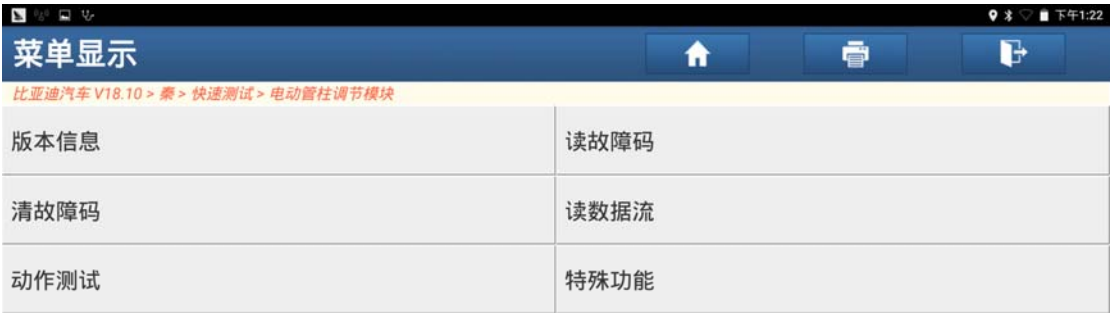 下午1:22
菜单显示
比亚迪汽车 V18.10 > 秦 > 快速测试 > 电动管柱调节模块
版本信息
读故障码
清故障码
读数据流
动作测试
特殊功能